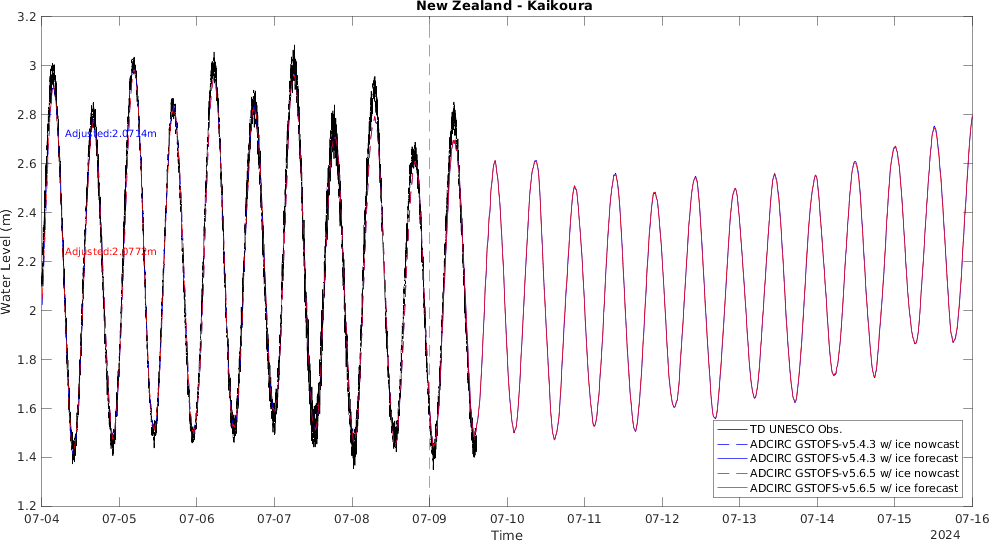 New Zealand - Kaikoura
3.2
3
2.8
2.6
2.4
2.2
2
1.8
1.6
1.4
1.2
Water Level (m)
Adjusted:2.0714m
Adjusted:2.0772m
TD UNESCO Obs.
ADCIRC GSTOFS-v5.4.3 w/ ice nowcast
ADCIRC GSTOFS-v5.4.3 w/ ice forecast
ADCIRC GSTOFS-v5.6.5 w/ ice nowcast
ADCIRC GSTOFS-v5.6.5 w/ ice forecast
07-04 07-05 07-06 07-07 07-08 07-09 07-10 07-11 07-12 07-13 07-14 07-15 07-16
Time
2024